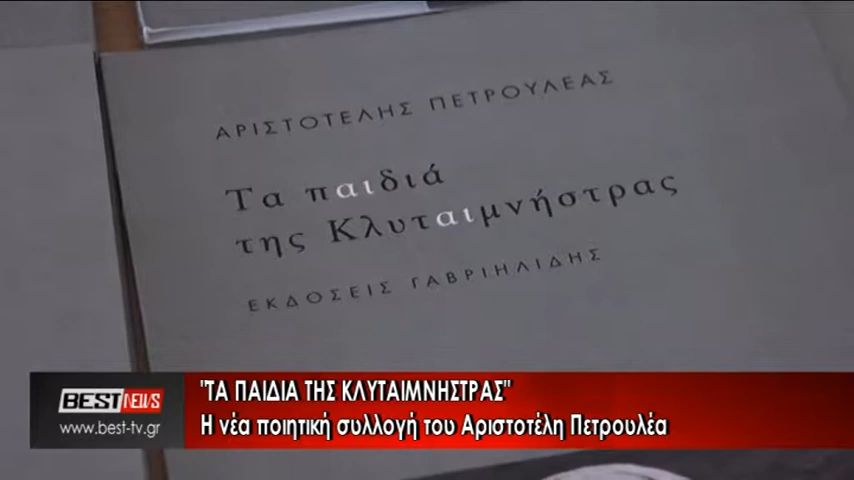 ΑΡΙΣΤΟΤΕΛΗΣ ΠΕΤΡΟΥΛΕΑΣ
Τα παιδιά
της Κλυταιμνήστρας
ΕΚΔΟΣΕΙΣ ΓΑΒΡΙΗΛΙΔΗΣ
BEST NEWS
www.best-tv.gr
"ΤΑ ΠΑΙΔΙΑ ΤΗΣ ΚΛΥΤΑΙΜΝΗΣΤΡΑΣ"
Η νέα ποιητική συλλογή του Αριστοτέλη Πετρουλέα